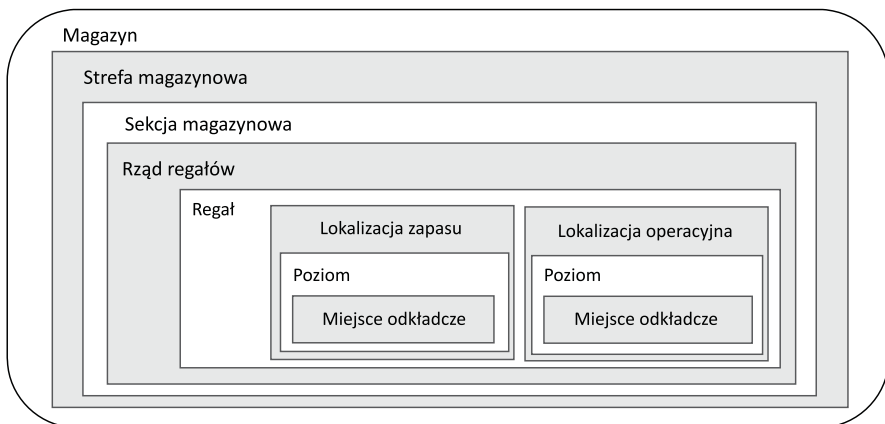 Magazyn
Strefa magazynowa
Sekcja magazynowa
Rząd regałów
Regał
Lokalizacja zapasu
Lokalizacja operacyjna
Poziom
Poziom
Miejsce odkładcze
Miejsce odkładcze